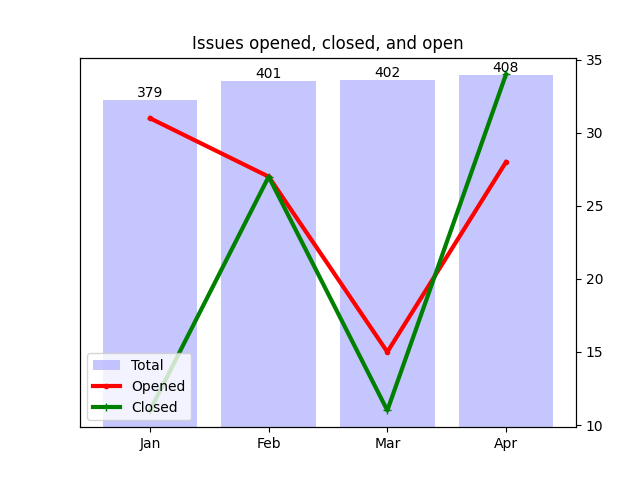 Issues opened, closed, and open
379
401
402
408
35
30
25
20
15
10
Total
Opened
Closed
Jan Feb Mar Apr